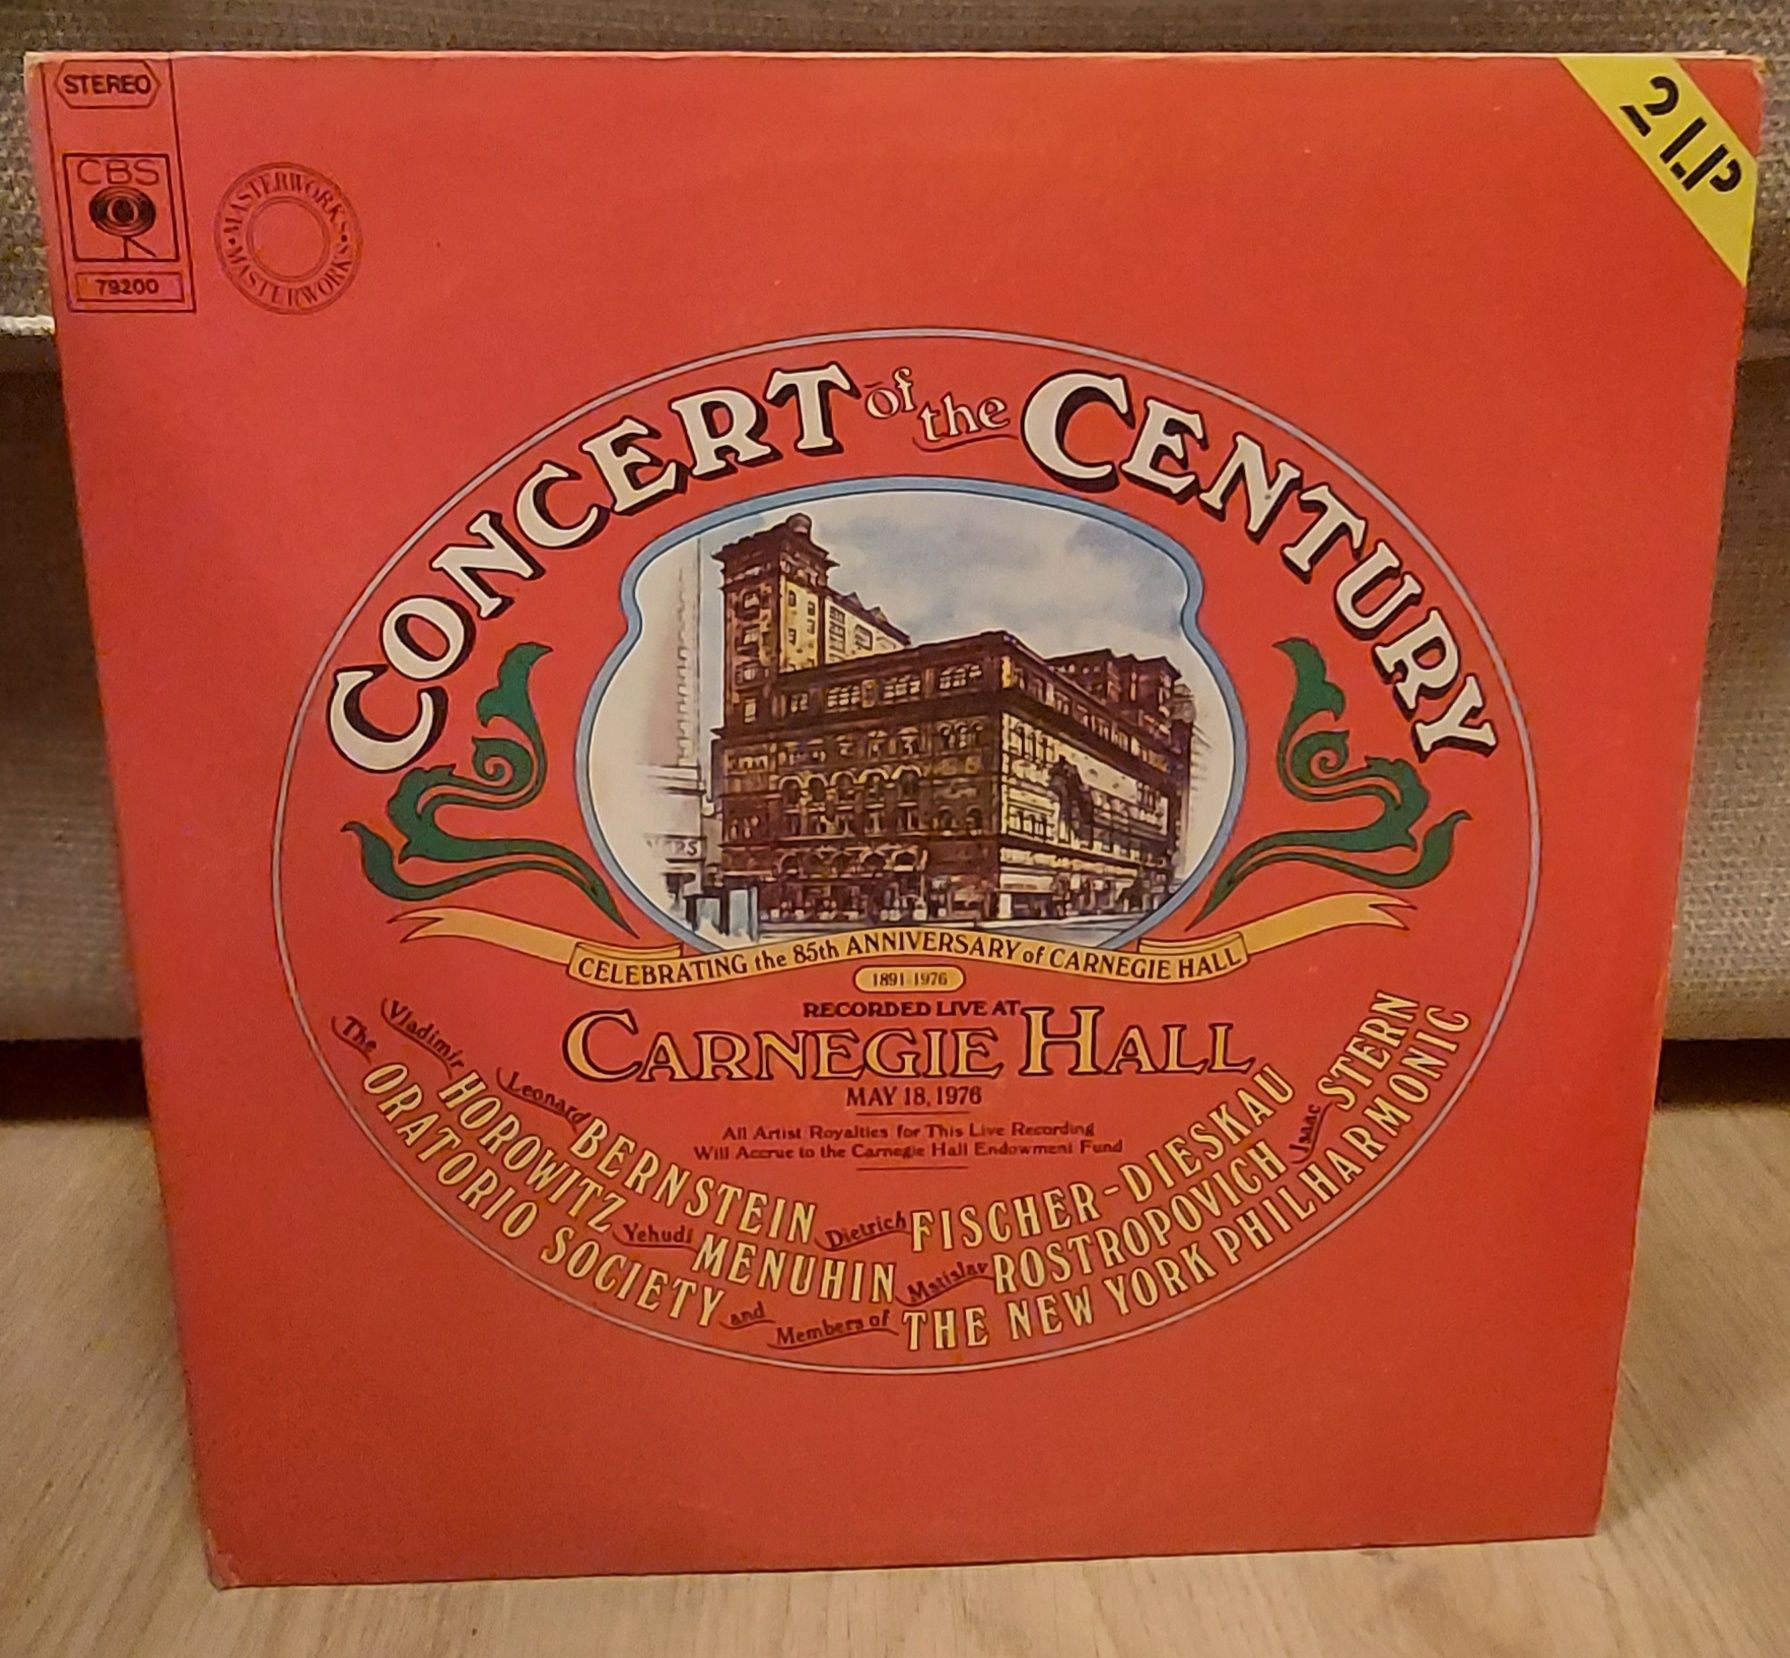 STEREO
CBS
79200
MASTERWORKS • MASTERWORKS •
2 LP
CONCERT of the CENTURY
CELEBRATING the 85th ANNIVERSARY of CARNEGIE HALL
1891-1976
RECORDED LIVE AT
CARNEGIE HALL
MAY 18, 1976
All Artist Royalties for This Live Recording
Will Accrue to the Carnegie Hall Endowment Fund
Leonard BERNSTEIN Dietrich FISCHER-DIESKAU
Vladimir HOROWITZ Yehudi MENUHIN Mstislav ROSTROPOVICH Isaac STERN
The ORATORIO SOCIETY and Members of THE NEW YORK PHILHARMONIC